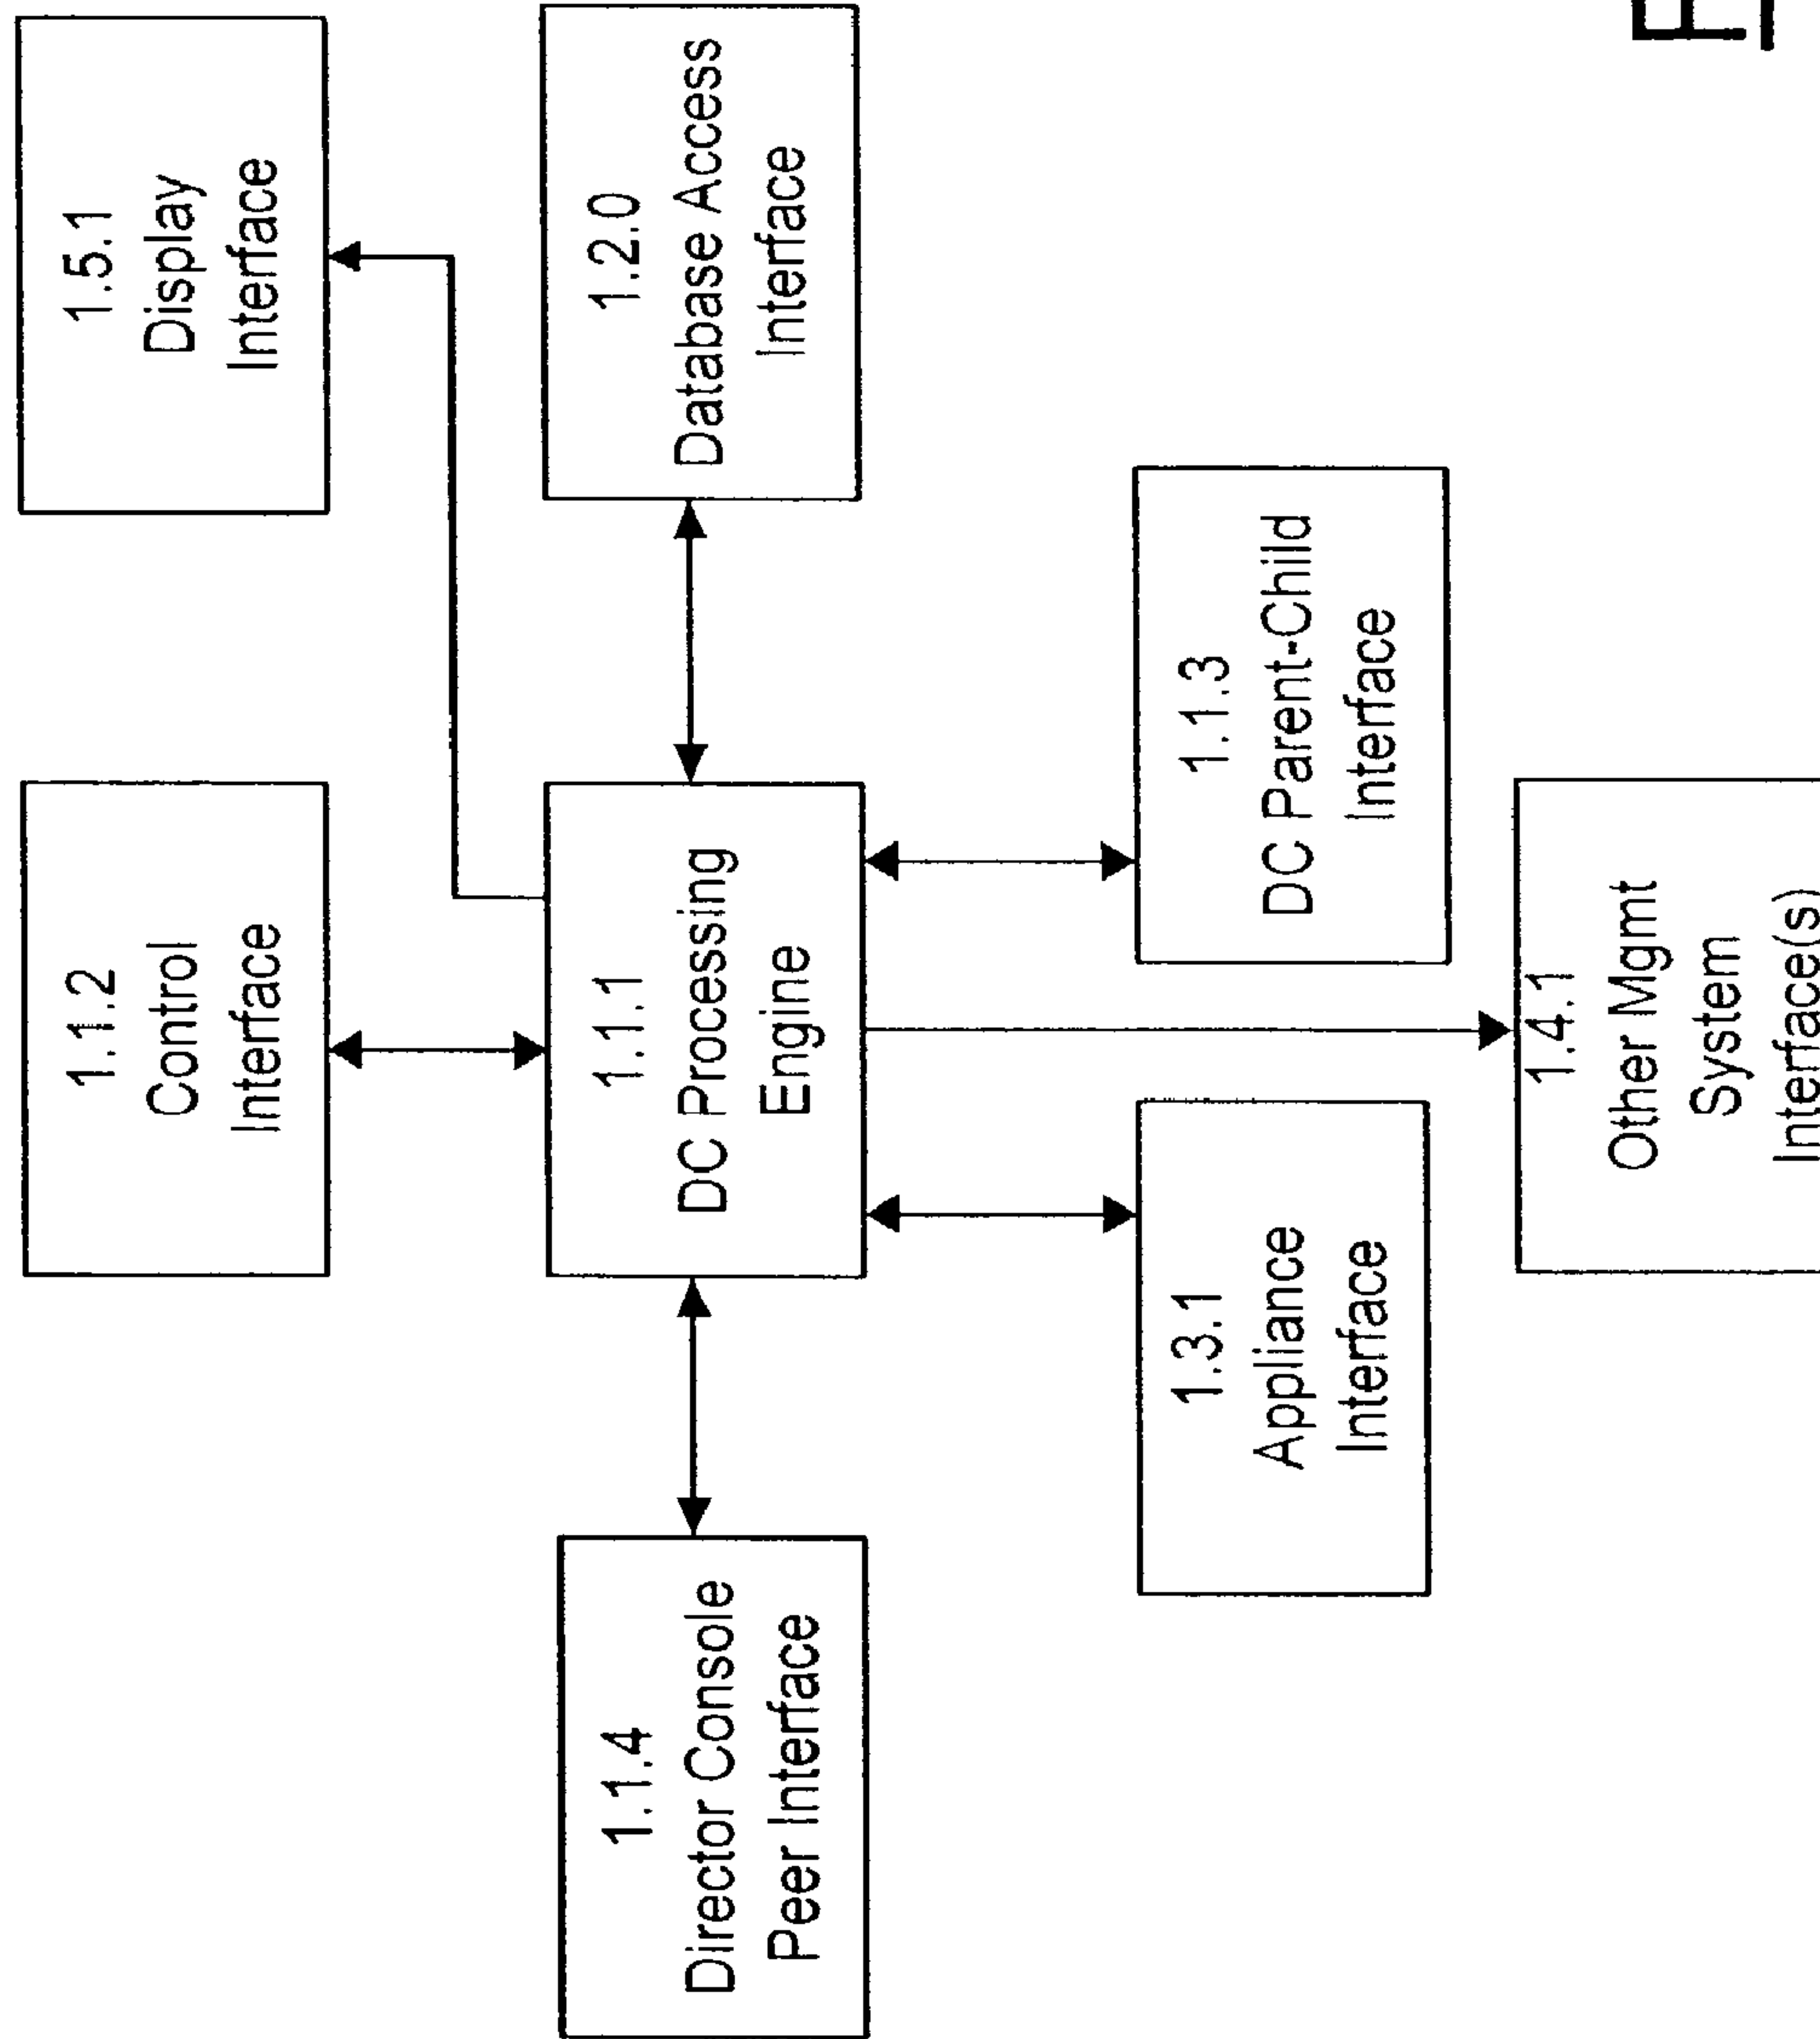 1.1.2
Control
Interface
1.5.1
Display
Interface
1.1.4
Director Console
Peer Interface
1.1.1
DC Processing
Engine
1.2.0
Database Access
Interface
1.3.1
Appliance
Interface
1.1.3
DC Parent-Child
Interface
1.4.1
Other Mgmt
System
Interface(s)